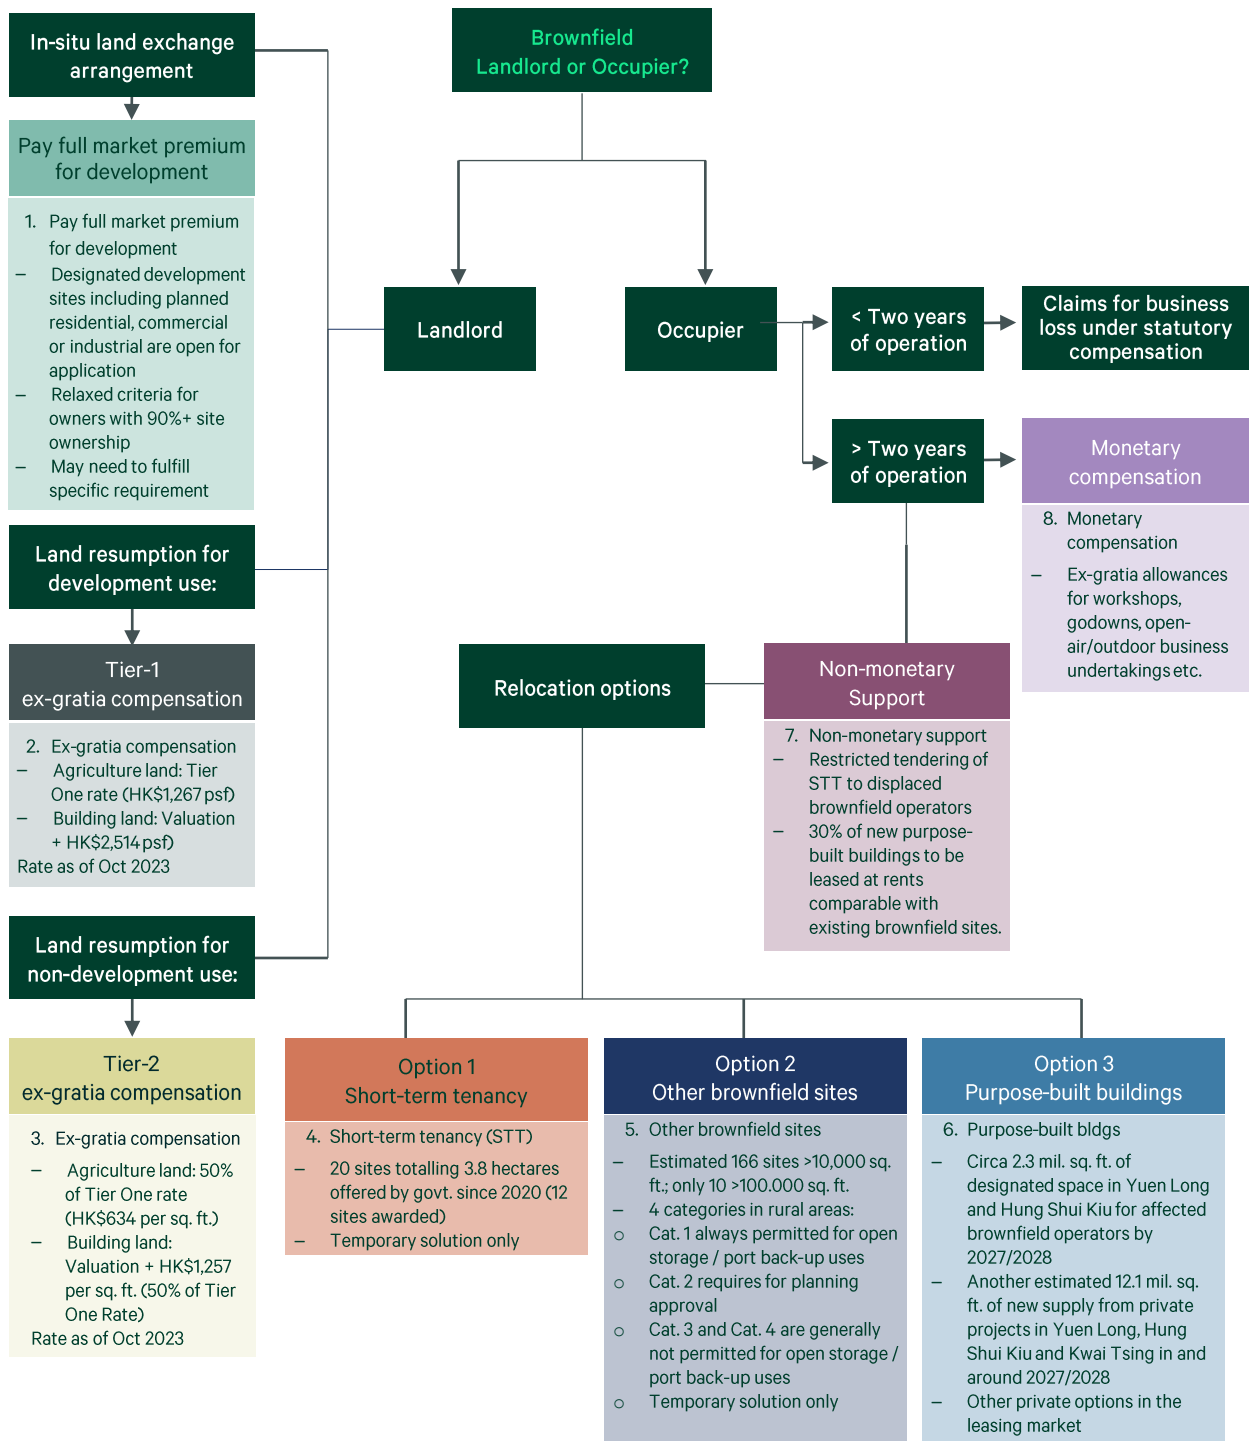 Brownfield
Landlord or Occupier?
In-situ land exchange
arrangement
Pay full market premium
for development
1. Pay full market premium
for development
– Designated development
sites including planned
residential, commercial
or industrial are open for
application
– Relaxed criteria for
owners with 90%+ site
ownership
– May need to fulfill
specific requirement
Land resumption for
development use:
Tier-1
ex-gratia compensation
2. Ex-gratia compensation
– Agriculture land: Tier
One rate (HK$1,267 psf)
– Building land: Valuation
+ HK$2,514 psf)
Rate as of Oct 2023
Land resumption for
non-development use:
Tier-2
ex-gratia compensation
3. Ex-gratia compensation
– Agriculture land: 50%
of Tier One rate
(HK$634 per sq. ft.)
– Building land:
Valuation + HK$1,257
per sq. ft. (50% of Tier
One Rate)
Rate as of Oct 2023
Landlord
Occupier
< Two years
of operation
Claims for business
loss under statutory
compensation
> Two years
of operation
Monetary
compensation
8. Monetary
compensation
– Ex-gratia allowances
for workshops,
godowns, open-
air/outdoor business
undertakings etc.
Relocation options
Non-monetary
Support
7. Non-monetary support
– Restricted tendering of
STT to displaced
brownfield operators
– 30% of new purpose-
built buildings to be
leased at rents
comparable with
existing brownfield sites.
Option 1
Short-term tenancy
4. Short-term tenancy (STT)
– 20 sites totalling 3.8 hectares
offered by govt. since 2020 (12
sites awarded)
– Temporary solution only
Option 2
Other brownfield sites
5. Other brownfield sites
– Estimated 166 sites >10,000 sq.
ft.; only 10 >100.000 sq. ft.
– 4 categories in rural areas:
o Cat. 1 always permitted for open
storage / port back-up uses
o Cat. 2 requires for planning
approval
o Cat. 3 and Cat. 4 are generally
not permitted for open storage /
port back-up uses
o Temporary solution only
Option 3
Purpose-built buildings
6. Purpose-built bldgs
– Circa 2.3 mil. sq. ft. of
designated space in Yuen Long
and Hung Shui Kiu for affected
brownfield operators by
2027/2028
– Another estimated 12.1 mil. sq.
ft. of new supply from private
projects in Yuen Long, Hung
Shui Kiu and Kwai Tsing in and
around 2027/2028
– Other private options in the
leasing market